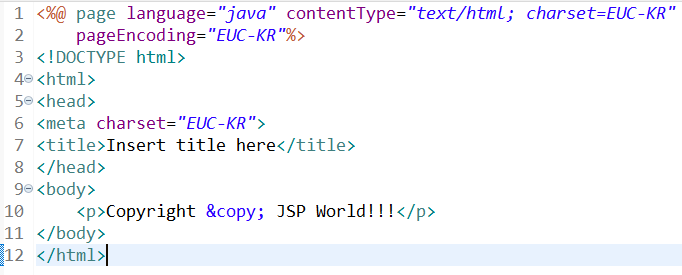 1 <%@ page language="java" contentType="text/html; charset=EUC-KR"
2     pageEncoding="EUC-KR"%>
3 <!DOCTYPE html>
4 <html>
5 <head>
6 <meta charset="EUC-KR">
7 <title>Insert title here</title>
8 </head>
9 <body>
10     <p>Copyright &copy; JSP World!!!</p>
11 </body>
12 </html>